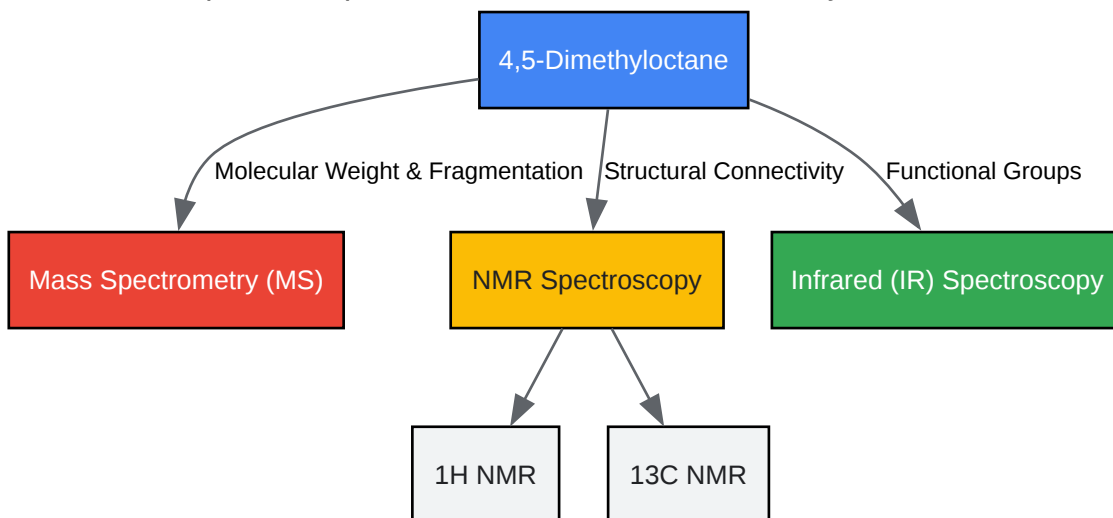 4,5-Dimethyloctane
Molecular Weight & Fragmentation
Structural Connectivity
Functional Groups
Mass Spectrometry (MS)
NMR Spectroscopy
Infrared (IR) Spectroscopy
1H NMR
13C NMR